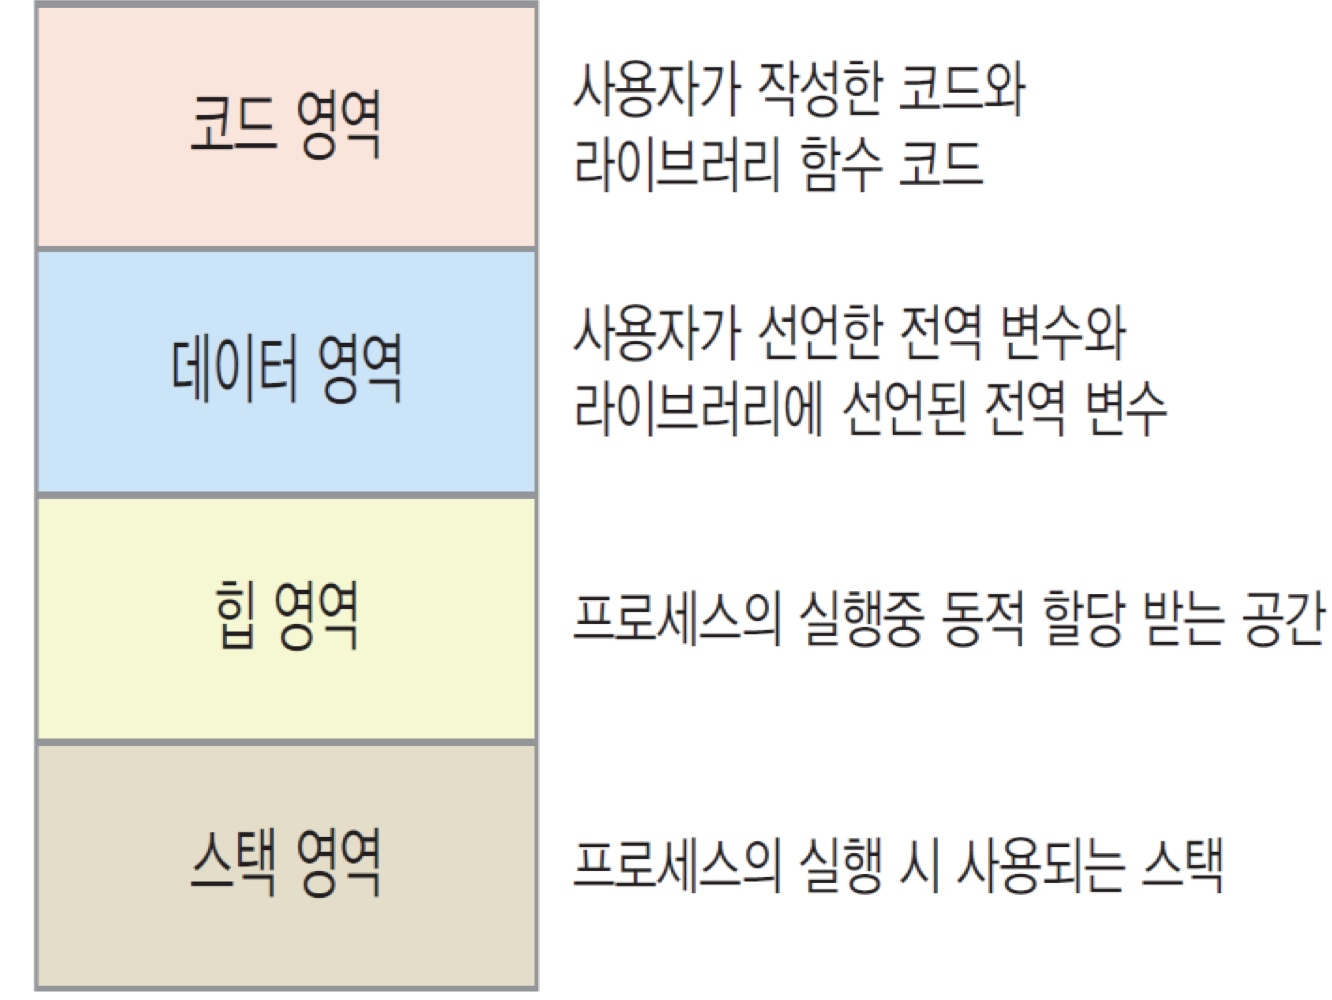 코드 영역
사용자가 작성한 코드와
라이브러리 함수 코드
데이터 영역
사용자가 선언한 전역 변수와
라이브러리에 선언된 전역 변수
힙 영역
프로세스의 실행중 동적 할당 받는 공간
스택 영역
프로세스의 실행 시 사용되는 스택